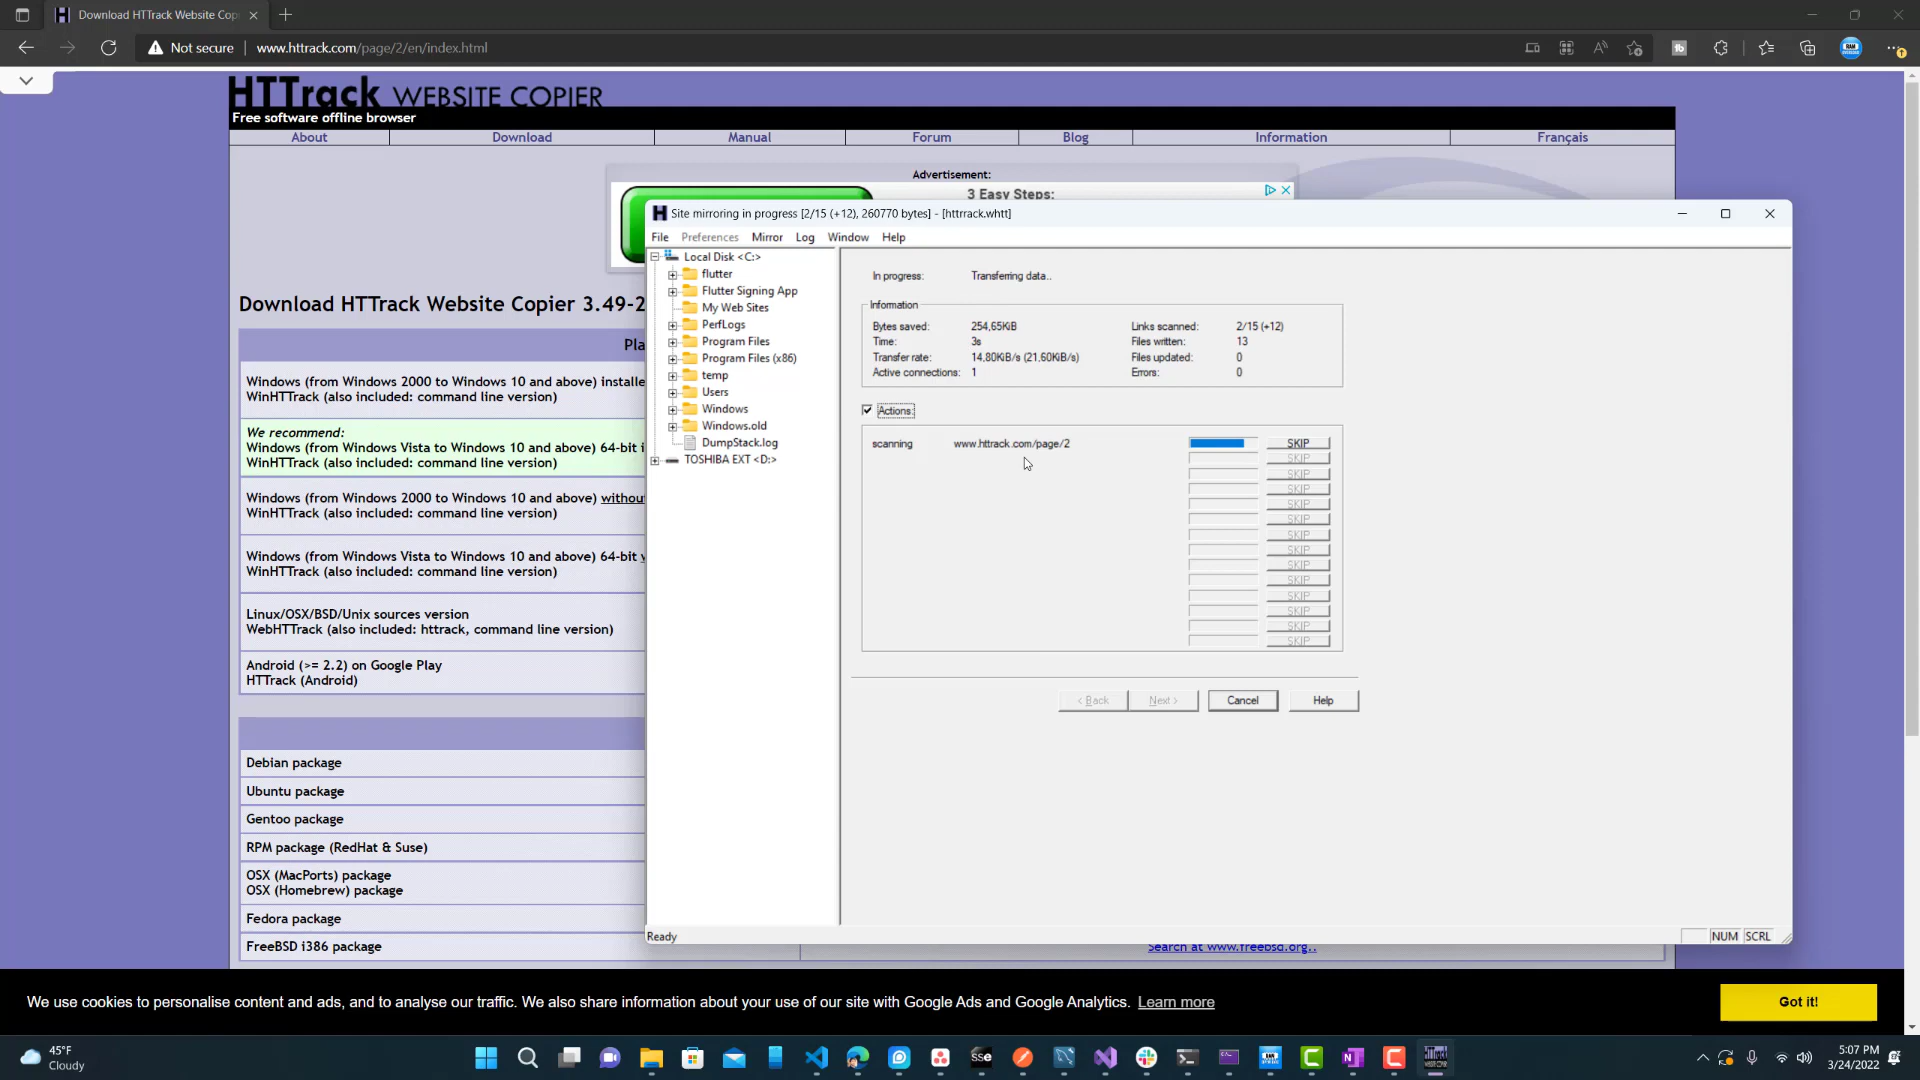 Download HTTrack Website Cop
Not secure
www.httrack.com/page/2/en/index.html
HTTrack WEBSITE COPIER
Free software offline browser
About
Download
Manual
Forum
Blog
Information
Français
Advertisement:
3 Easy Steps:
Download HTTrack Website Copier 3.49-2
Windows (from Windows 2000 to Windows 10 and above) installe
WinHTTrack (also included: command line version)
We recommend:
Windows (from Windows Vista to Windows 10 and above) 64-bit i
WinHTTrack (also included: command line version)
Windows (from Windows 2000 to Windows 10 and above) withou
WinHTTrack (also included: command line version)
Windows (from Windows Vista to Windows 10 and above) 64-bit
WinHTTrack (also included: command line version)
Linux/OSX/BSD/Unix sources version
WebHTTrack (also included: httrack, command line version)
Android (>= 2.2) on Google Play
HTTrack (Android)
Debian package
Ubuntu package
Gentoo package
RPM package (RedHat & Suse)
OSX (MacPorts) package
OSX (Homebrew) package
Fedora package
FreeBSD i386 package
Search at www.freebsd.org..
Site mirroring in progress [2/15 (+12), 260770 bytes] - [httrrack.whtt]
File Preferences Mirror Log Window Help
Local Disk <C:>
flutter
Flutter Signing App
My Web Sites
PerfLogs
Program Files
Program Files (x86)
temp
Users
Windows
Windows.old
DumpStack.log
TOSHIBA EXT <D:>
In progress: Transferring data..
Information
Bytes saved: 254,65KiB Links scanned: 2/15 (+12)
Time: 3s Files written: 13
Transfer rate: 14,80KiB/s (21,60KiB/s) Files updated: 0
Active connections: 1 Errors: 0
Actions:
scanning www.httrack.com/page/2 SKIP
SKIP
SKIP
SKIP
SKIP
SKIP
SKIP
SKIP
SKIP
SKIP
SKIP
SKIP
SKIP
SKIP
< Back Next > Cancel Help
Ready
NUM SCRL
We use cookies to personalise content and ads, and to analyse our traffic. We also share information about your use of our site with Google Ads and Google Analytics. Learn more
Got it!
45°F
Cloudy
5:07 PM
3/24/2022